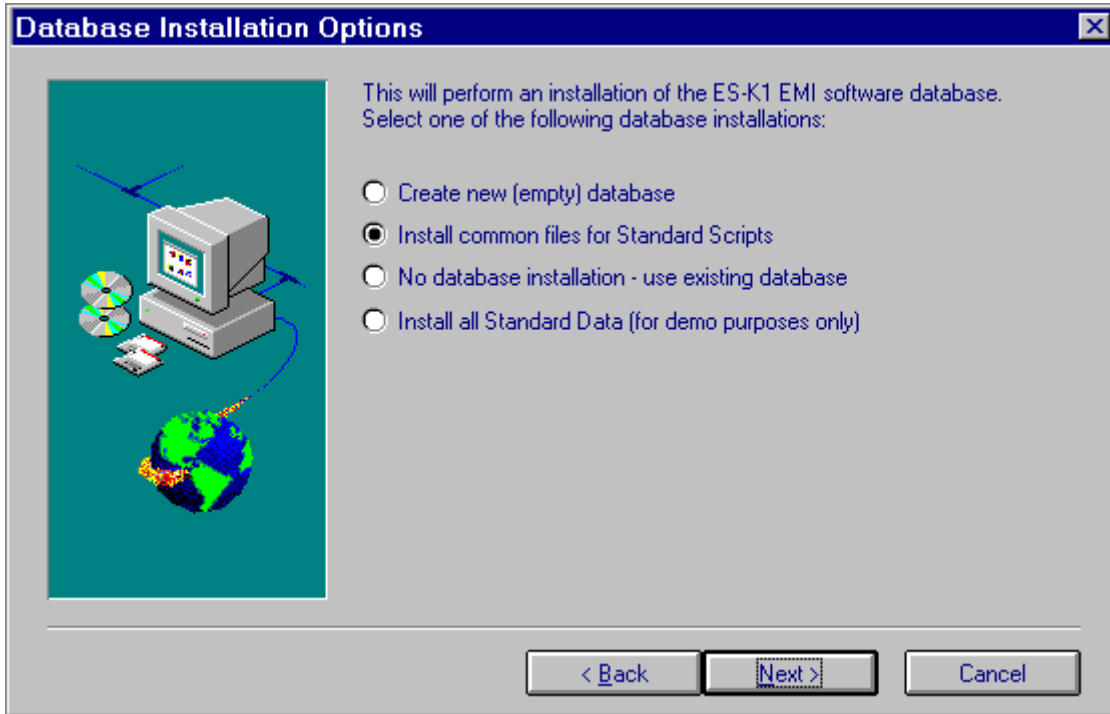 Database Installation Options
This will perform an installation of the ES-K1 EMI software database.
Select one of the following database installations:
Create new (empty) database
Install common files for Standard Scripts
No database installation - use existing database
Install all Standard Data (for demo purposes only)
< Back
Next >
Cancel